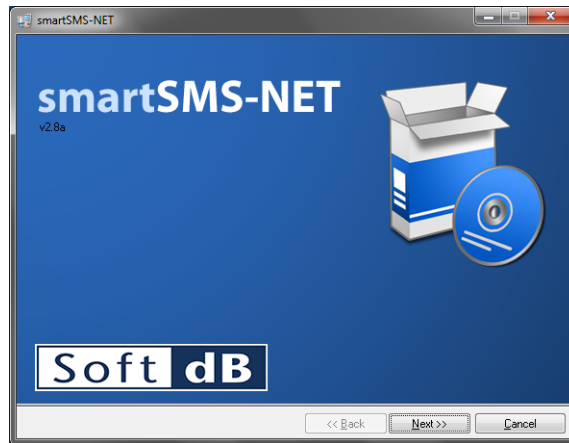 smartSMS-NET
smartSMS-NET
v2.8a
Soft dB
<< Back
Next >>
Cancel